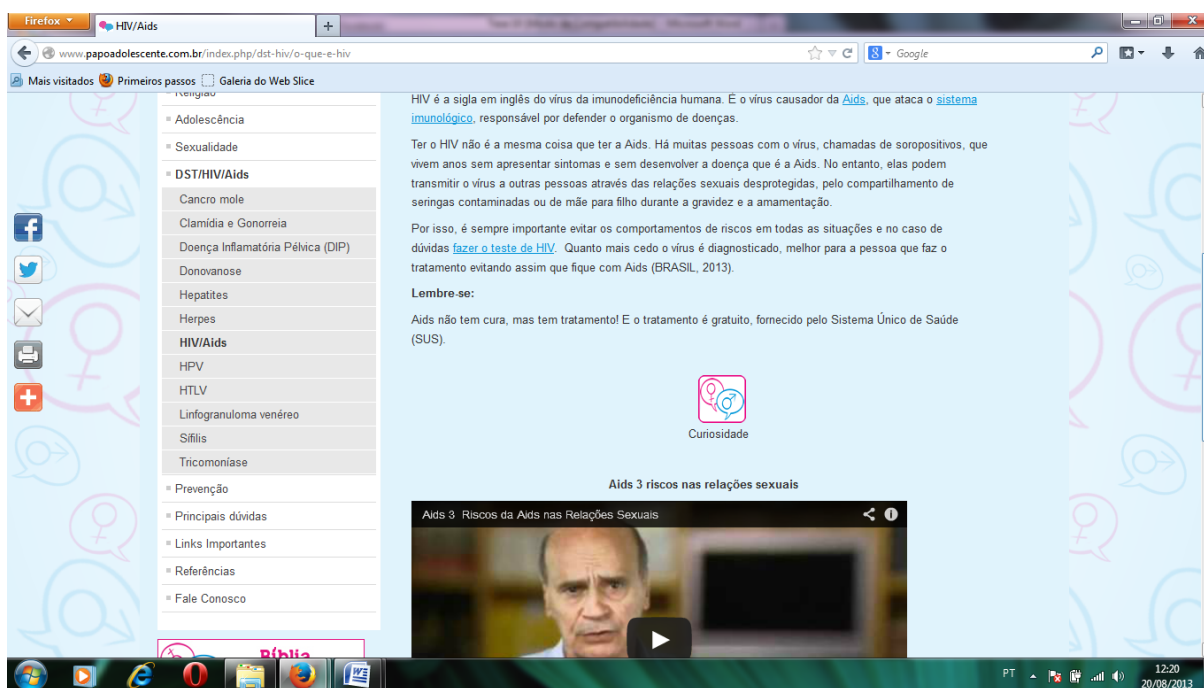 Firefox
HIV/Aids
www.papoadolescente.com.br/index.php/dst-hiv/o-que-e-hiv
Google
Mais visitados
Primeiros passos
Galeria do Web Slice
Religião
Adolescência
Sexualidade
DST/HIV/Aids
Cancro mole
Clamídia e Gonorreia
Doença Inflamatória Pélvica (DIP)
Donovanose
Hepatites
Herpes
HIV/Aids
HPV
HTLV
Linfogranuloma venéreo
Sífilis
Tricomoníase
Prevenção
Principais dúvidas
Links Importantes
Referências
Fale Conosco
Bíblia
HIV é a sigla em inglês do vírus da imunodeficiência humana. É o vírus causador da Aids, que ataca o sistema
imunológico, responsável por defender o organismo de doenças.
Ter o HIV não é a mesma coisa que ter a Aids. Há muitas pessoas com o vírus, chamadas de soropositivos, que
vivem anos sem apresentar sintomas e sem desenvolver a doença que é a Aids. No entanto, elas podem
transmitir o vírus a outras pessoas através das relações sexuais desprotegidas, pelo compartilhamento de
seringas contaminadas ou de mãe para filho durante a gravidez e a amamentação.
Por isso, é sempre importante evitar os comportamentos de riscos em todas as situações e no caso de
dúvidas fazer o teste de HIV. Quanto mais cedo o vírus é diagnosticado, melhor para a pessoa que faz o
tratamento evitando assim que fique com Aids (BRASIL, 2013).
Lembre-se:
Aids não tem cura, mas tem tratamento! E o tratamento é gratuito, fornecido pelo Sistema Único de Saúde
(SUS).
Curiosidade
Aids 3 riscos nas relações sexuais
Aids 3 Riscos da Aids nas Relações Sexuais
PT
12:20
20/08/2013